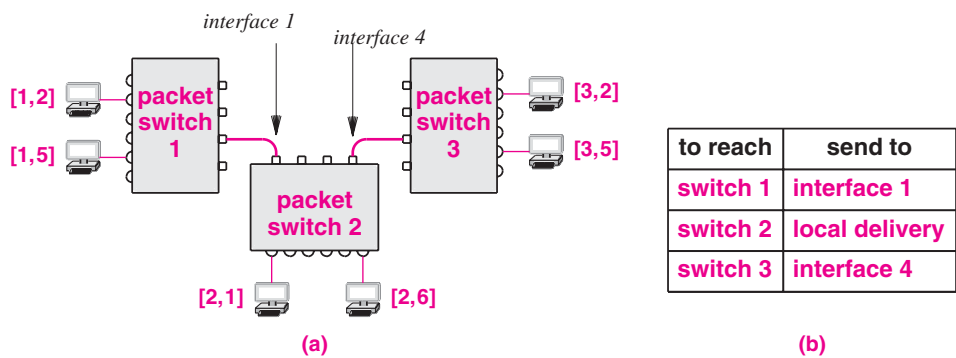 interface 1
interface 4
[1,2]
[1,5]
packet
switch
1
packet
switch
3
[3,2]
[3,5]
packet
switch 2
[2,1]
[2,6]
(a)
to reach send to
switch 1 interface 1
switch 2 local delivery
switch 3 interface 4
(b)